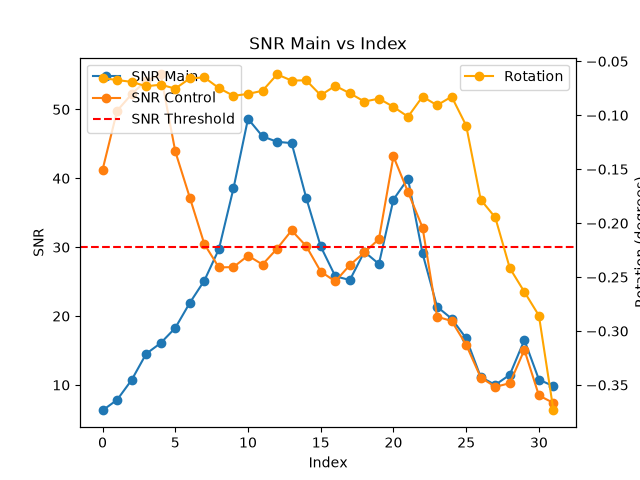 SNR Main vs Index
SNR Main
SNR Control
SNR Threshold
Rotation
50
40
30
20
10
SNR
−0.05
−0.10
−0.15
−0.20
−0.25
−0.30
−0.35
Rotation (degrees)
0
5
10
15
20
25
30
Index